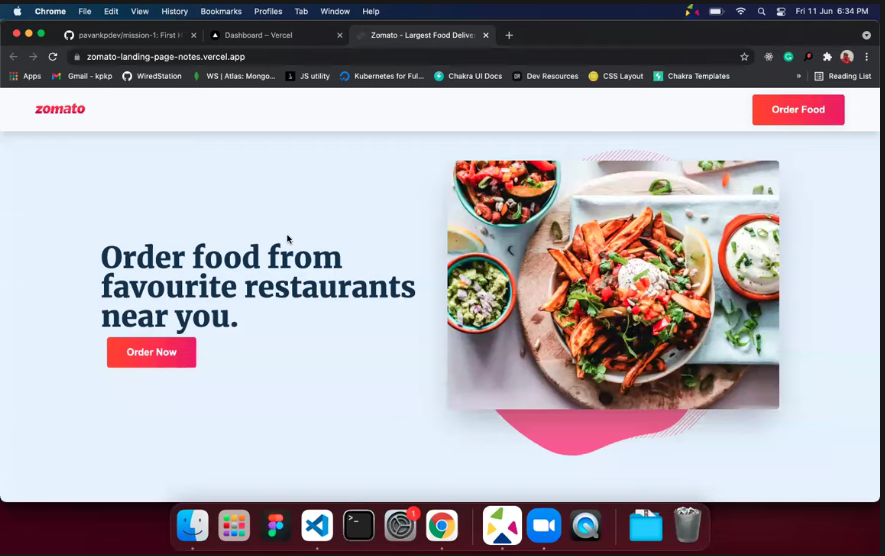 Chrome File Edit View History Bookmarks Profiles Tab Window Help Fri 11 Jun 6:34 PM
pavankpdev/mission-1: First H Dashboard – Vercel Zomato - Largest Food Deliver
zomato-landing-page-notes.vercel.app
Apps Gmail - kpkp WiredStation WS | Atlas: Mongo... JS utility Kubernetes for Ful... Chakra UI Docs Dev Resources CSS Layout Chakra Templates » Reading List
zomato Order Food
Order food from
favourite restaurants
near you.
Order Now
1